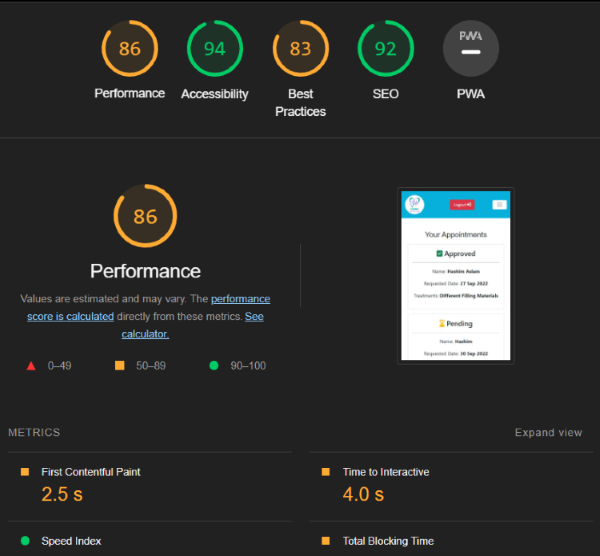 86
94
83
92
PWA
Performance
Accessibility
Best
Practices
SEO
PWA
86
Performance
Values are estimated and may vary. The performance
score is calculated directly from these metrics. See
calculator.
0–49
50–89
90–100
Logout
Your Appointments
Approved
Name: Hashim Aslam
Requested Date: 27 Sep 2022
Treatments: Different Filling Materials
Pending
Name: Hashim
Requested Date: 30 Sep 2022
METRICS
Expand view
First Contentful Paint
2.5 s
Time to Interactive
4.0 s
Speed Index
Total Blocking Time